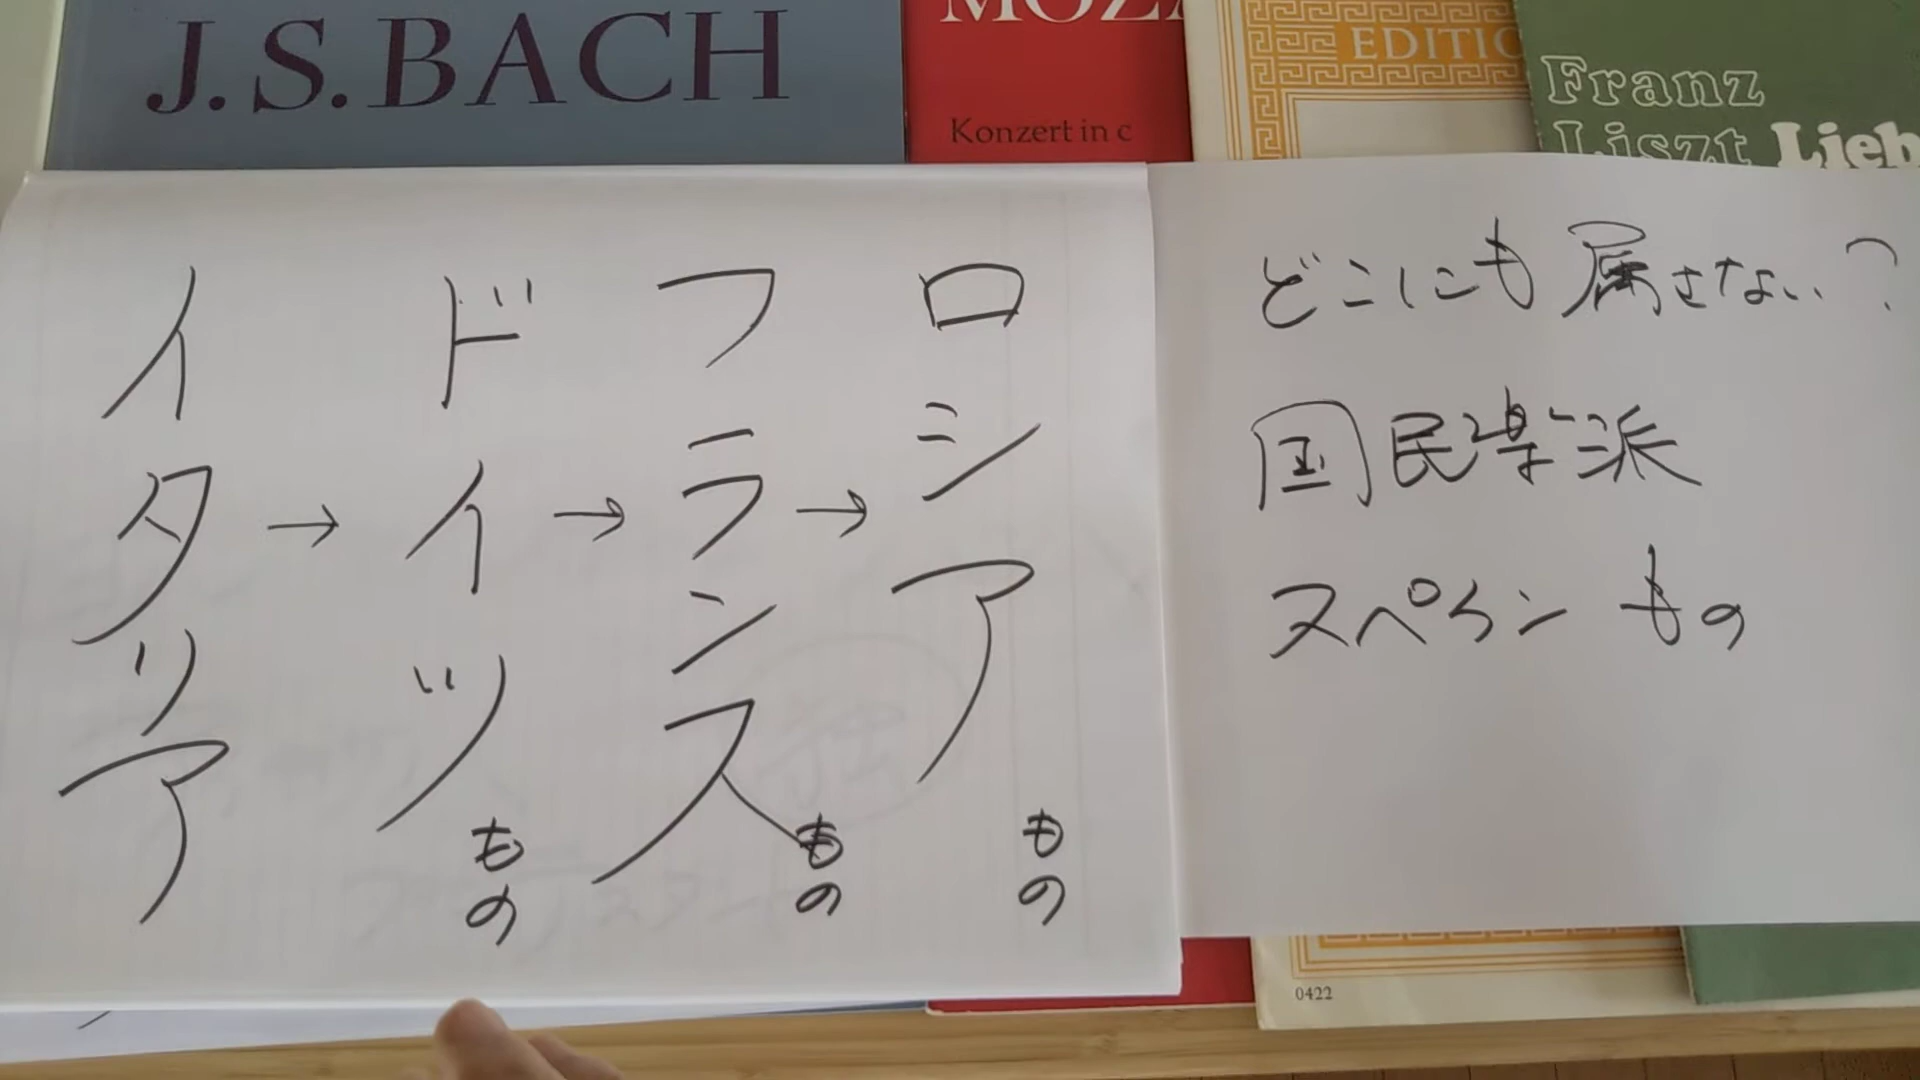 J.S.BACH
MOZ
Konzert in c
EDITIO
Franz
Liszt Lieb
イタリア → ドイツもの → フランスもの → ロシアもの
どこにも属さない?
国民楽派
スペインもの
0422